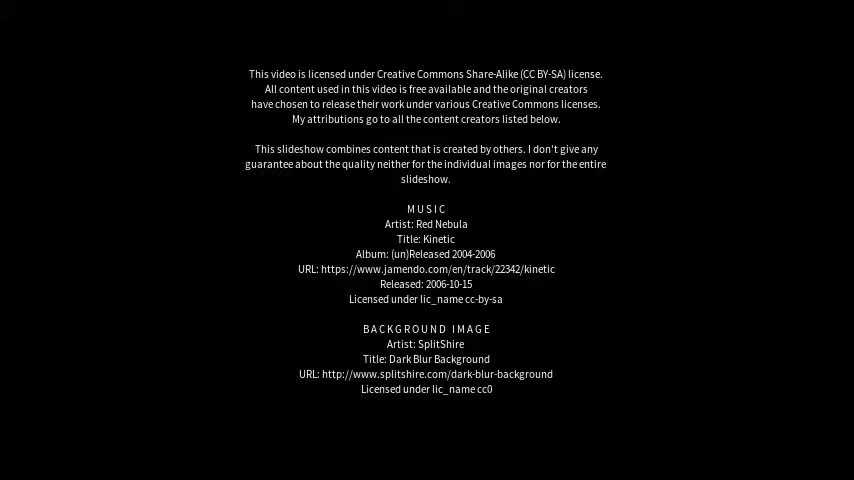 This video is licensed under Creative Commons Share-Alike (CC BY-SA) license.
All content used in this video is free available and the original creators
have chosen to release their work under various Creative Commons licenses.
My attributions go to all the content creators listed below.
This slideshow combines content that is created by others. I don't give any
guarantee about the quality neither for the individual images nor for the entire
slideshow.
MUSIC
Artist: Red Nebula
Title: Kinetic
Album: (un)Released 2004-2006
URL: https://www.jamendo.com/en/track/22342/kinetic
Released: 2006-10-15
Licensed under lic_name cc-by-sa
BACKGROUND IMAGE
Artist: SplitShire
Title: Dark Blur Background
URL: http://www.splitshire.com/dark-blur-background
Licensed under lic_name cc0